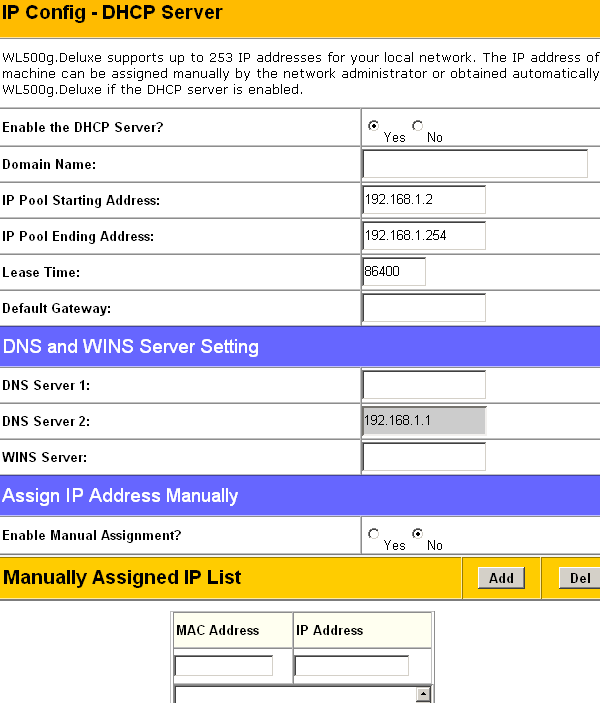 IP Config - DHCP Server
WL500g.Deluxe supports up to 253 IP addresses for your local network. The IP address of
machine can be assigned manually by the network administrator or obtained automatically
WL500g.Deluxe if the DHCP server is enabled.
Enable the DHCP Server? Yes No
Domain Name:
IP Pool Starting Address: 192.168.1.2
IP Pool Ending Address: 192.168.1.254
Lease Time: 86400
Default Gateway:
DNS and WINS Server Setting
DNS Server 1:
DNS Server 2: 192.168.1.1
WINS Server:
Assign IP Address Manually
Enable Manual Assignment? Yes No
Manually Assigned IP List Add Del
MAC Address IP Address